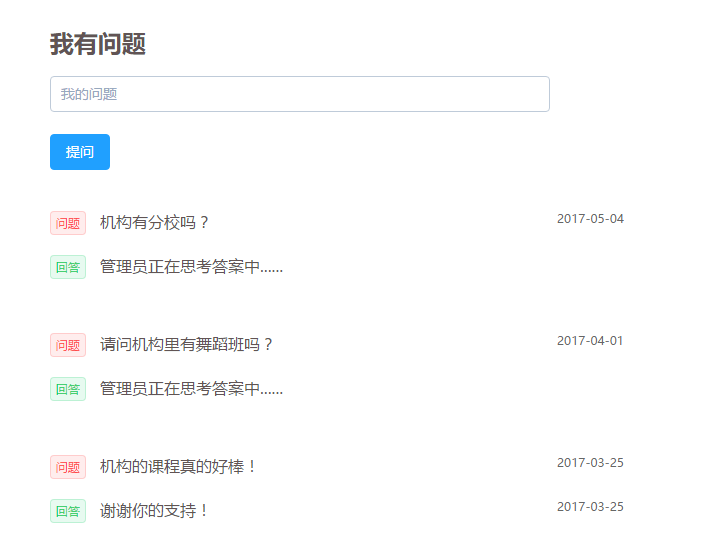 我有问题
我的问题
提问
问题 机构有分校吗？ 2017-05-04
回答 管理员正在思考答案中......
问题 请问机构里有舞蹈班吗？ 2017-04-01
回答 管理员正在思考答案中......
问题 机构的课程真的好棒！ 2017-03-25
回答 谢谢你的支持！ 2017-03-25